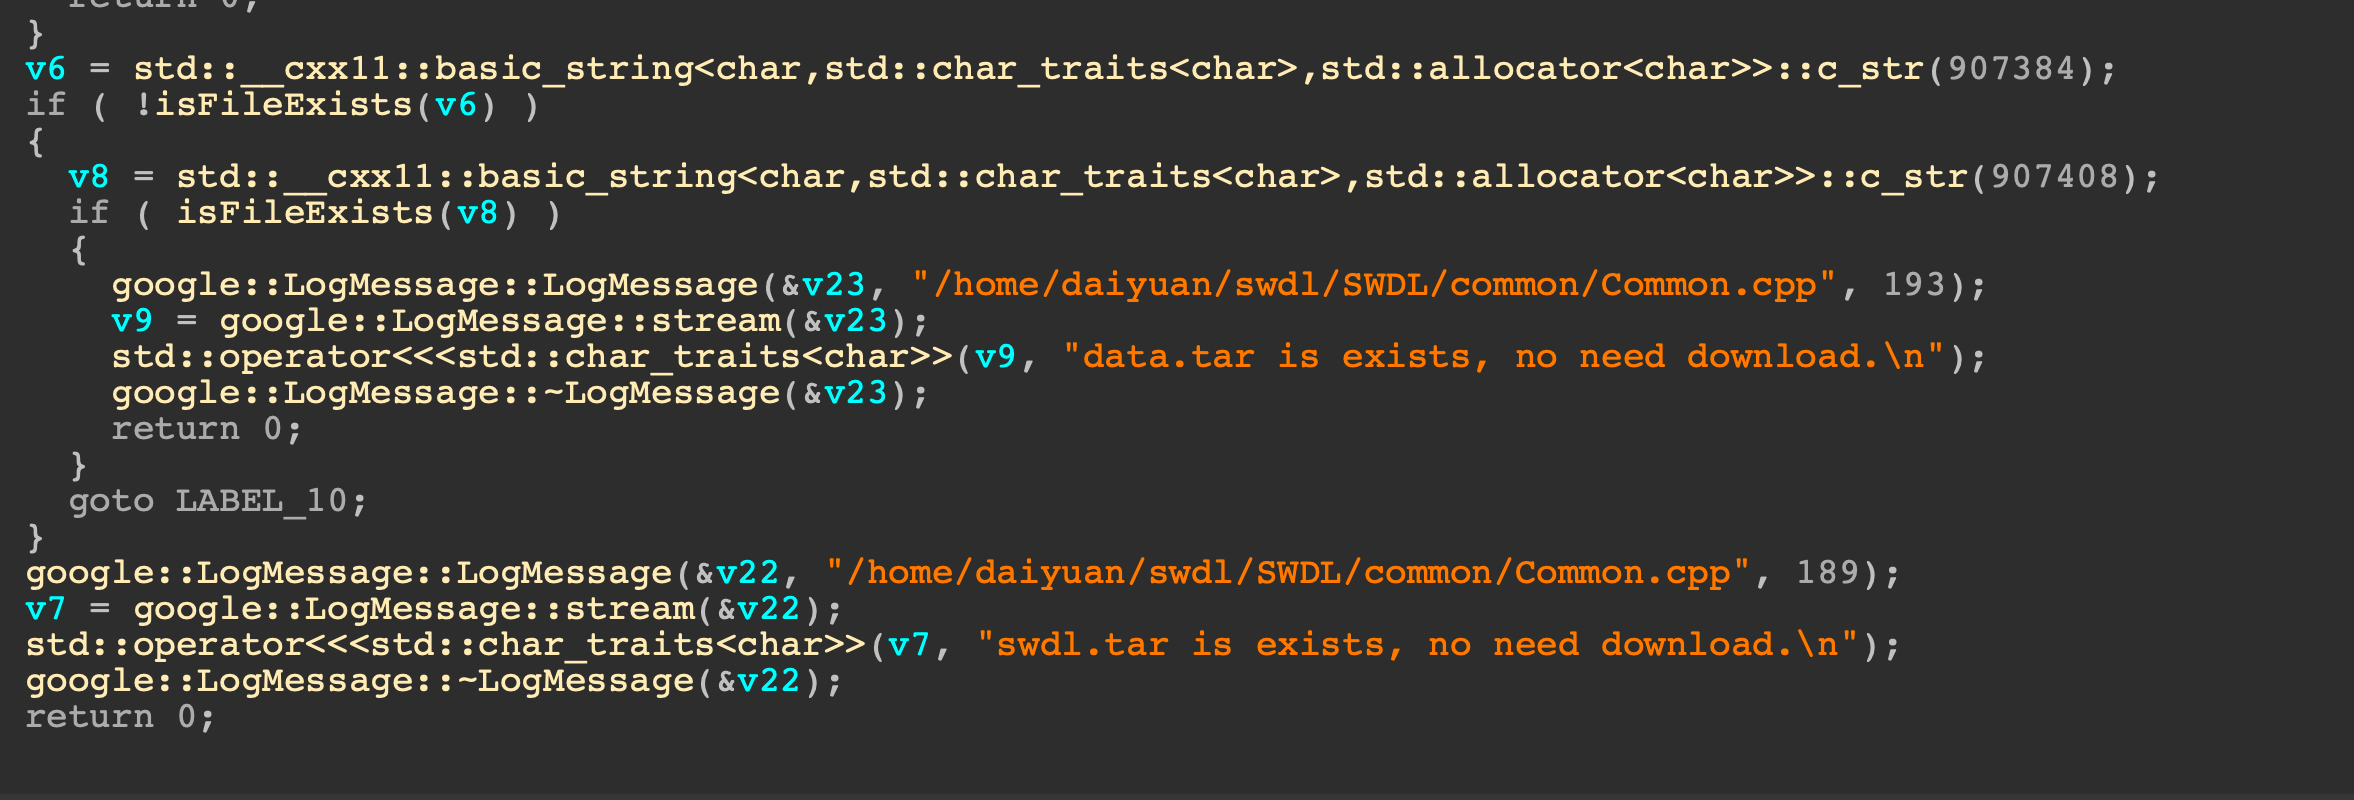 return 0;
}
v6 = std::__cxx11::basic_string<char,std::char_traits<char>,std::allocator<char>>::c_str(907384);
if ( !isFileExists(v6) )
{
v8 = std::__cxx11::basic_string<char,std::char_traits<char>,std::allocator<char>>::c_str(907408);
if ( isFileExists(v8) )
{
google::LogMessage::LogMessage(&v23, "/home/daiyuan/swdl/SWDL/common/Common.cpp", 193);
v9 = google::LogMessage::stream(&v23);
std::operator<<<std::char_traits<char>>(v9, "data.tar is exists, no need download.\n");
google::LogMessage::~LogMessage(&v23);
return 0;
}
goto LABEL_10;
}
google::LogMessage::LogMessage(&v22, "/home/daiyuan/swdl/SWDL/common/Common.cpp", 189);
v7 = google::LogMessage::stream(&v22);
std::operator<<<std::char_traits<char>>(v7, "swdl.tar is exists, no need download.\n");
google::LogMessage::~LogMessage(&v22);
return 0;